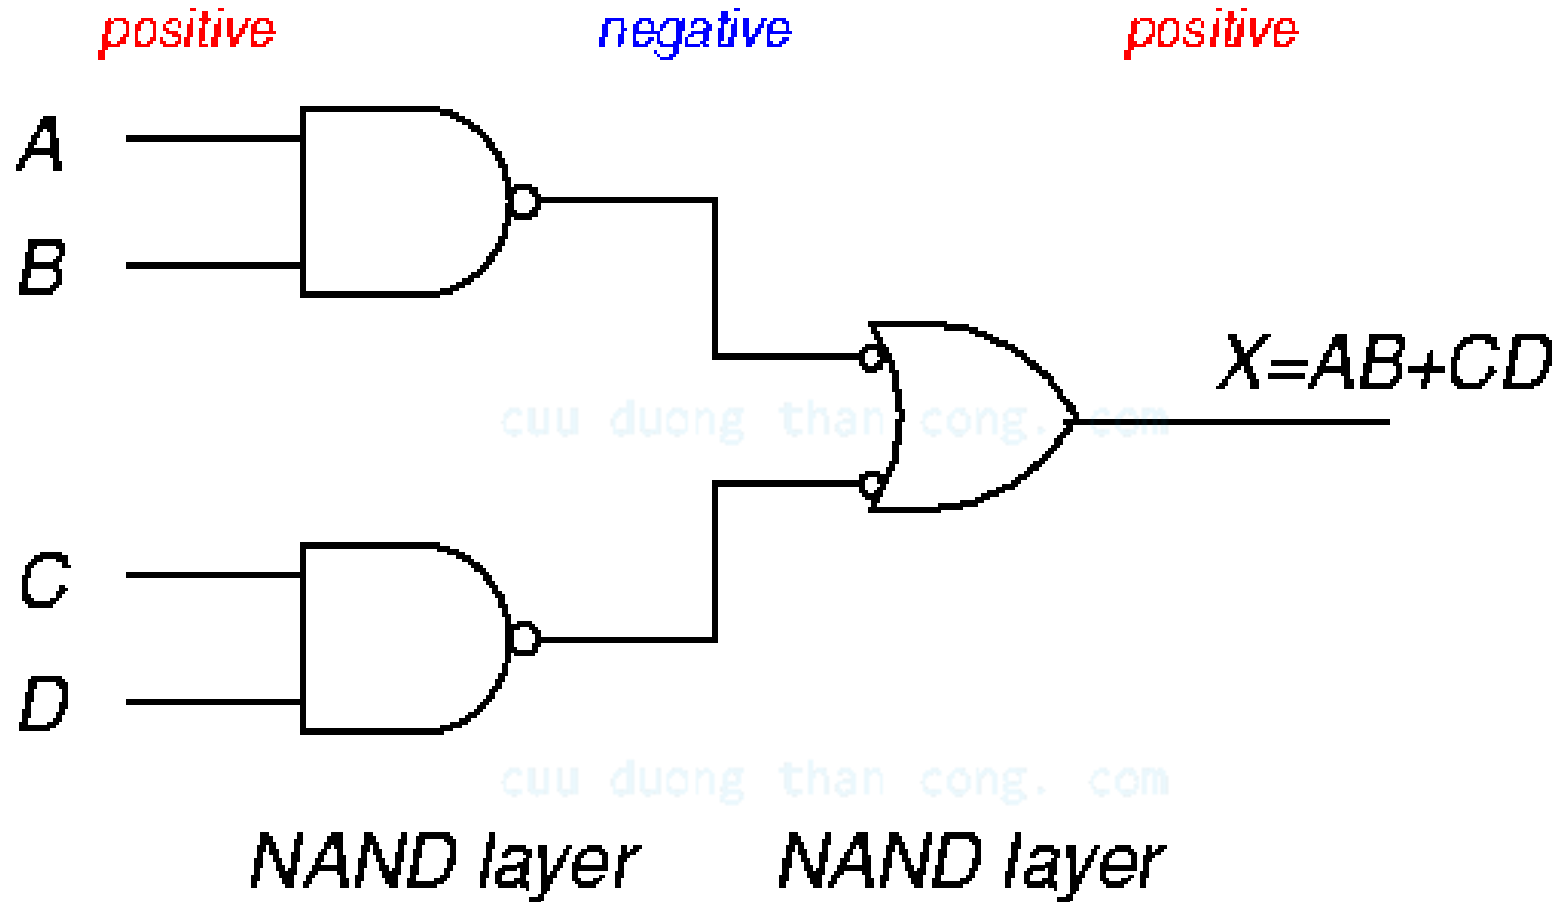 positive negative positive
A
B
X=AB+CD
cuu duong than cong. com
C
D
cuu duong than cong. com
NAND layer NAND layer